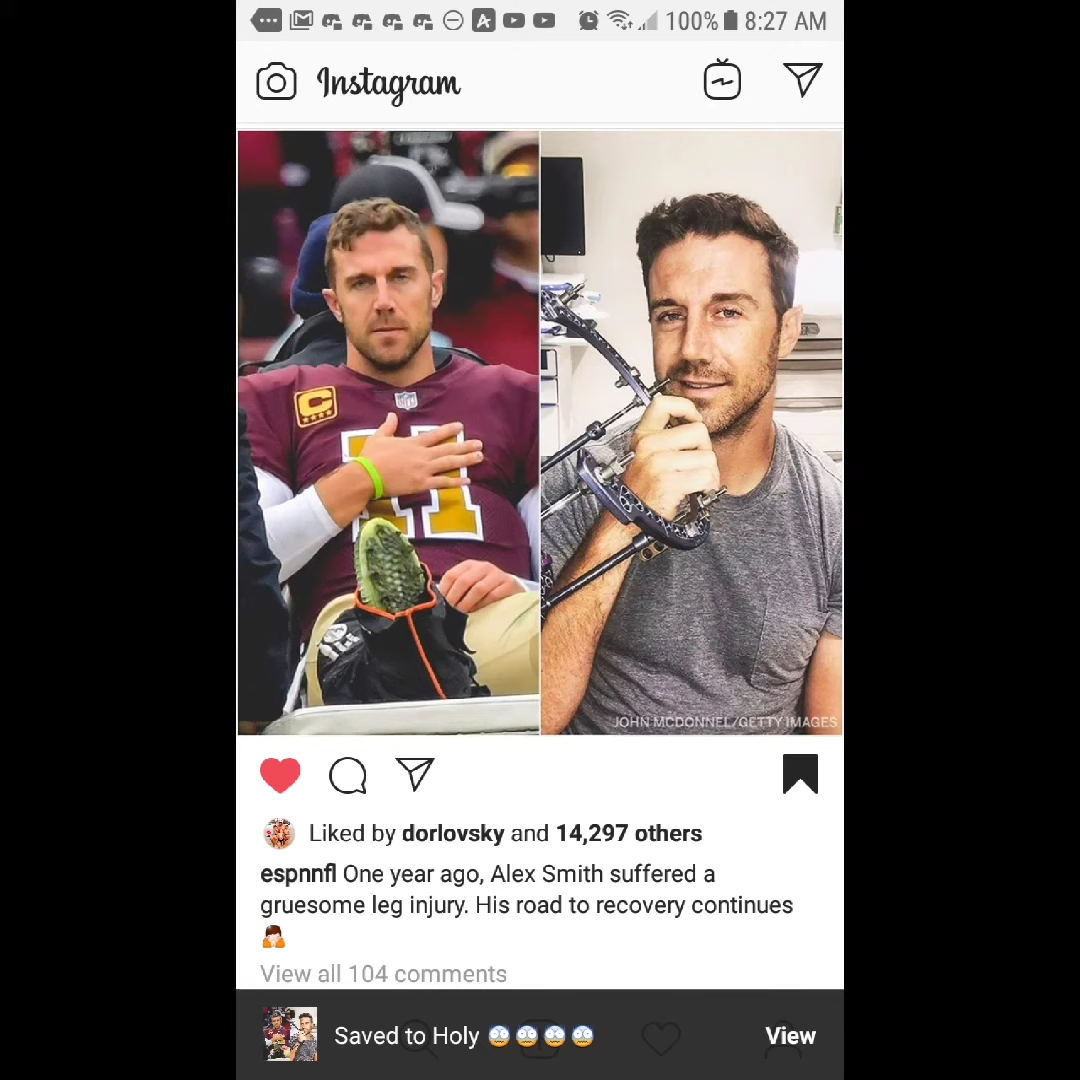 100% 8:27 AM
Instagram
C
NFL
11
JOHN MCDONNEL/GETTY IMAGES
Liked by dorlovsky and 14,297 others
espnnfl One year ago, Alex Smith suffered a
gruesome leg injury. His road to recovery continues
View all 104 comments
Saved to Holy 😳😳😳😳 View